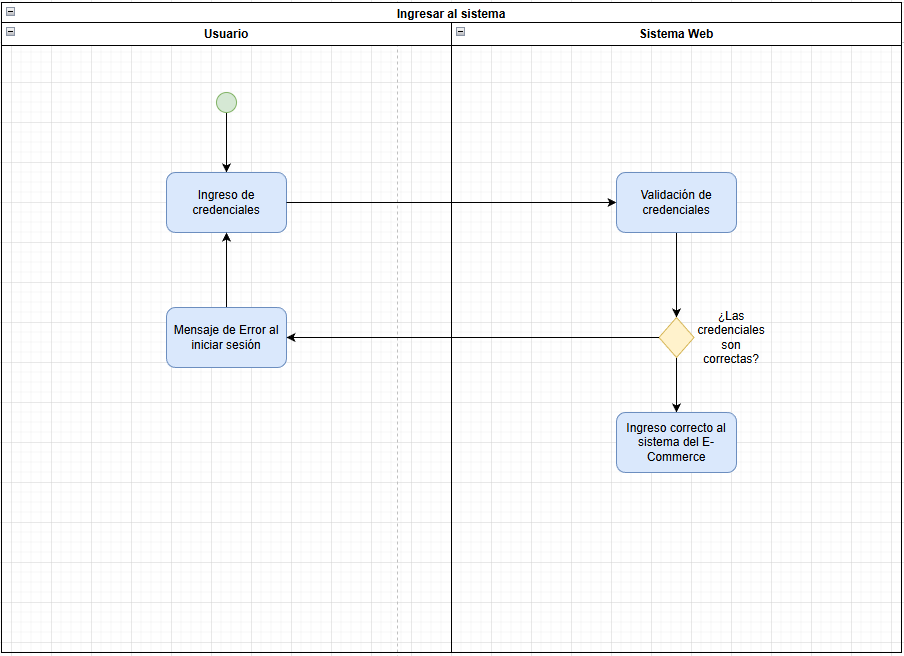 Ingresar al sistema
Usuario
Sistema Web
Ingreso de
credenciales
Validación de
credenciales
Mensaje de Error al
iniciar sesión
¿Las
credenciales
son
correctas?
Ingreso correcto al
sistema del E-
Commerce